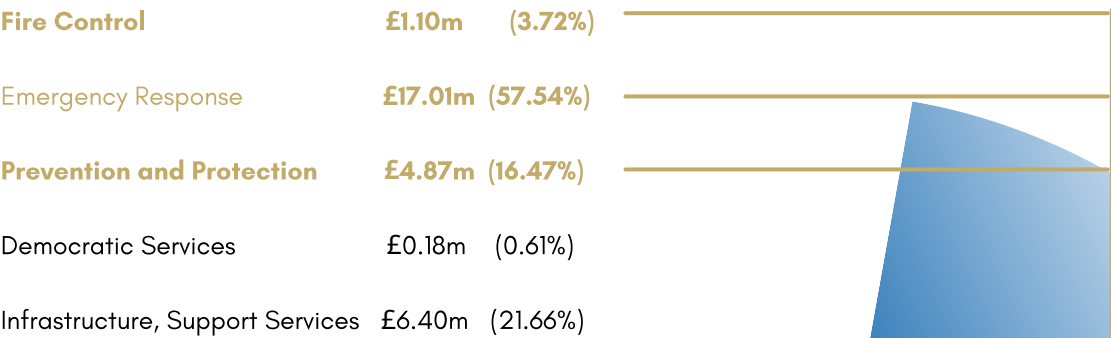 Fire Control £1.10m (3.72%)
Emergency Response £17.01m (57.54%)
Prevention and Protection £4.87m (16.47%)
Democratic Services £0.18m (0.61%)
Infrastructure, Support Services £6.40m (21.66%)